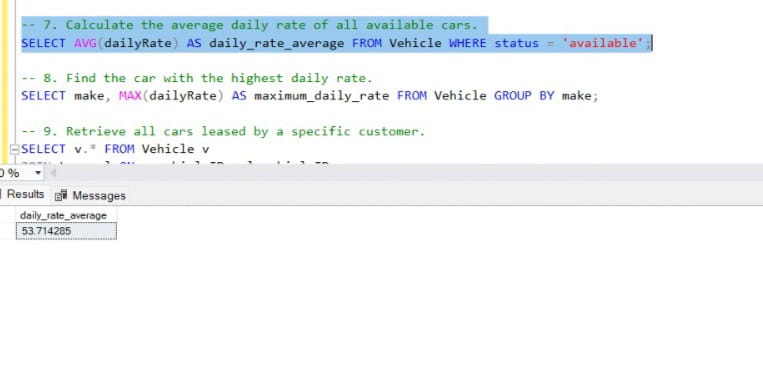 -- 7. Calculate the average daily rate of all available cars.
SELECT AVG(dailyRate) AS daily_rate_average FROM Vehicle WHERE status = 'available';
-- 8. Find the car with the highest daily rate.
SELECT make, MAX(dailyRate) AS maximum_daily_rate FROM Vehicle GROUP BY make;
-- 9. Retrieve all cars leased by a specific customer.
SELECT v.* FROM Vehicle v
0 %
Results Messages
daily_rate_average
53.714285